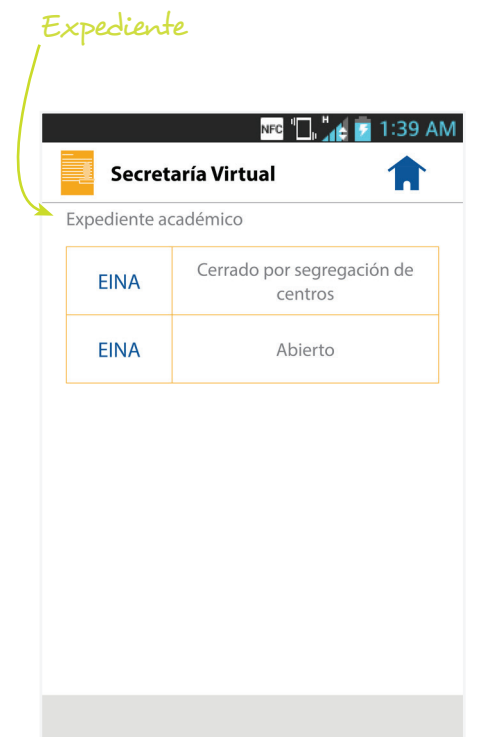 Expediente
NFC H 1:39 AM
Secretaría Virtual
Expediente académico
EINA
Cerrado por segregación de
centros
EINA
Abierto